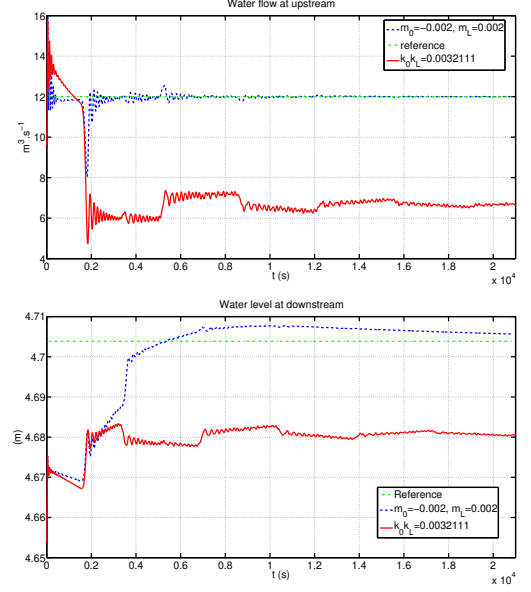 Water flow at upstream
16
14
12
10
8
6
4
m³.s⁻¹
m₀=−0.002, m_L=0.002
reference
k₀k_L=0.0032111
0 0.2 0.4 0.6 0.8 1 1.2 1.4 1.6 1.8 2
t (s)
x 10⁴
Water level at downstream
4.71
4.7
4.69
4.68
4.67
4.66
4.65
(m)
Reference
m₀=−0.002, m_L=0.002
k₀k_L=0.0032111
0 0.2 0.4 0.6 0.8 1 1.2 1.4 1.6 1.8 2
t (s)
x 10⁴